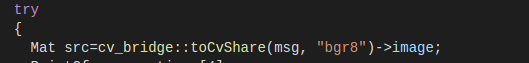 try
{
Mat src=cv_bridge::toCvShare(msg, "bgr8")->image;